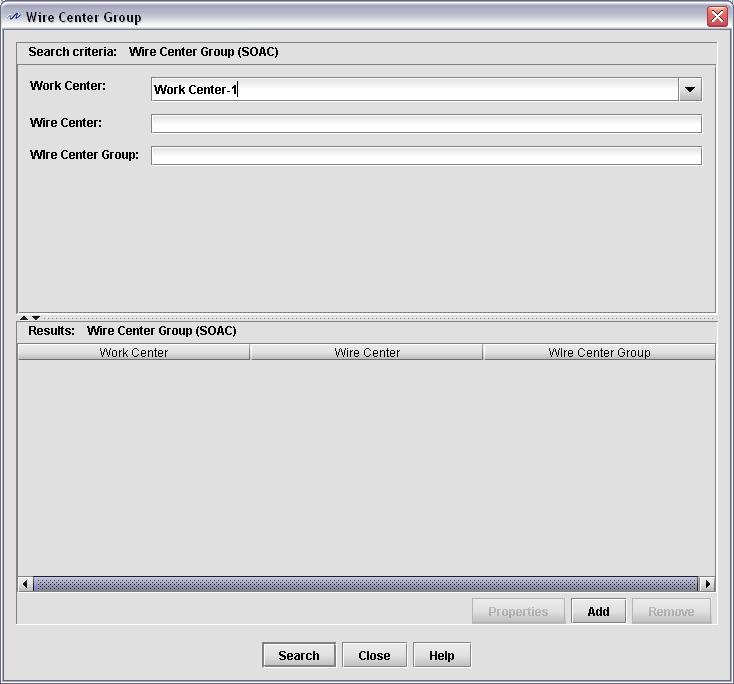 Wire Center Group
Search criteria: Wire Center Group (SOAC)
Work Center: Work Center-1
Wire Center:
WIre Center Group:
Results: Wire Center Group (SOAC)
Work Center Wire Center WIre Center Group
Properties Add Remove
Search Close Help